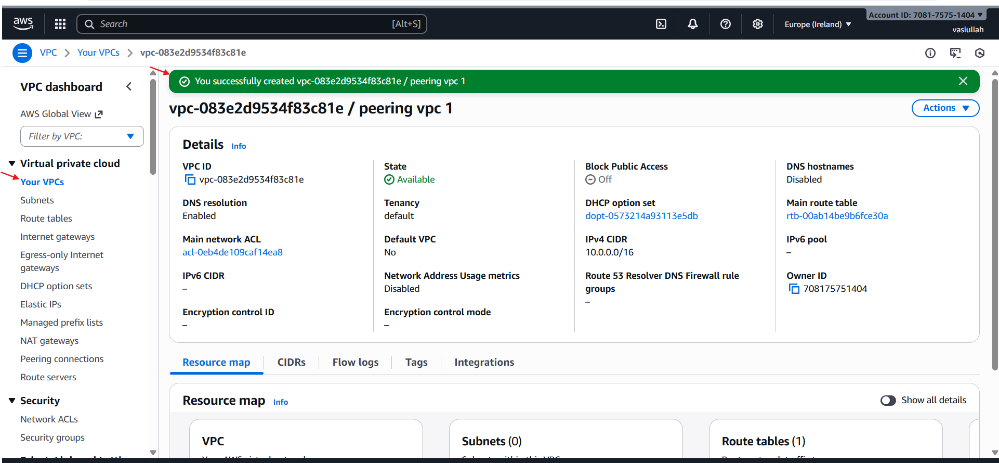 aws
Search [Alt+S]
Europe (Ireland)
Account ID: 7081-7575-1404
vasiullah
VPC
Your VPCs
vpc-083e2d9534f83c81e
VPC dashboard
AWS Global View
Filter by VPC:
Virtual private cloud
Your VPCs
Subnets
Route tables
Internet gateways
Egress-only Internet
gateways
DHCP option sets
Elastic IPs
Managed prefix lists
NAT gateways
Peering connections
Route servers
Security
Network ACLs
Security groups
You successfully created vpc-083e2d9534f83c81e / peering vpc 1
vpc-083e2d9534f83c81e / peering vpc 1
Actions
Details Info
VPC ID
vpc-083e2d9534f83c81e
State
Available
Block Public Access
Off
DNS hostnames
Disabled
DNS resolution
Enabled
Tenancy
default
DHCP option set
dopt-0573214a93113e5db
Main route table
rtb-00ab14be9b6fce30a
Main network ACL
acl-0eb4de109caf14ea8
Default VPC
No
IPv4 CIDR
10.0.0.0/16
IPv6 pool
–
IPv6 CIDR
–
Network Address Usage metrics
Disabled
Route 53 Resolver DNS Firewall rule
groups
–
Owner ID
708175751404
Encryption control ID
–
Encryption control mode
–
Resource map
CIDRs
Flow logs
Tags
Integrations
Resource map Info
Show all details
VPC
Subnets (0)
Route tables (1)